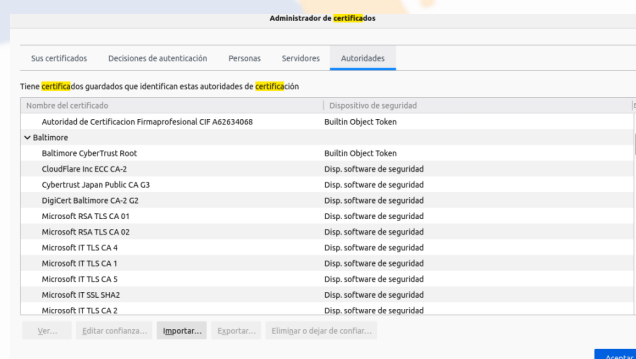 Administrador de certificados
Sus certificados Decisiones de autenticación Personas Servidores Autoridades
Tiene certificados guardados que identifican estas autoridades de certificación
Nombre del certificado Dispositivo de seguridad
Autoridad de Certificacion Firmaprofesional CIF A62634068 Builtin Object Token
Baltimore
Baltimore CyberTrust Root Builtin Object Token
CloudFlare Inc ECC CA-2 Disp. software de seguridad
Cybertrust Japan Public CA G3 Disp. software de seguridad
DigiCert Baltimore CA-2 G2 Disp. software de seguridad
Microsoft RSA TLS CA 01 Disp. software de seguridad
Microsoft RSA TLS CA 02 Disp. software de seguridad
Microsoft IT TLS CA 4 Disp. software de seguridad
Microsoft IT TLS CA 1 Disp. software de seguridad
Microsoft IT TLS CA 5 Disp. software de seguridad
Microsoft IT SSL SHA2 Disp. software de seguridad
Microsoft IT TLS CA 2 Disp. software de seguridad
Ver... Editar confianza... Importar... Exportar... Eliminar o dejar de confiar...
Aceptar